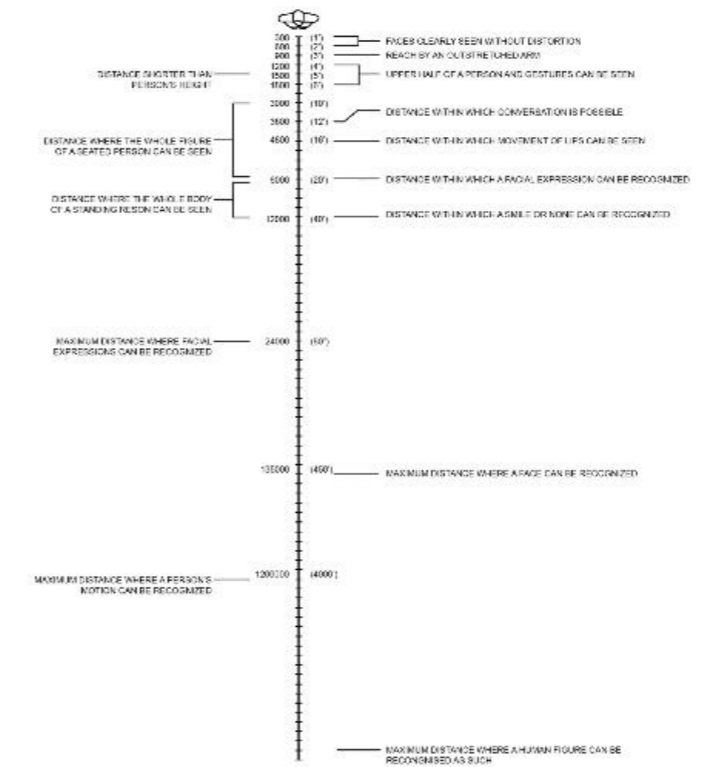 300 (1')
600 (2')
FACES CLEARLY SEEN WITHOUT DISTORTION
900 (3')
REACH BY AN OUTSTRETCHED ARM
1200 (4')
DISTANCE SHORTER THAN
PERSON'S HEIGHT
1500 (5')
UPPER HALF OF A PERSON AND GESTURES CAN BE SEEN
1800 (6')
3000 (10')
DISTANCE WITHIN WHICH CONVERSATION IS POSSIBLE
3600 (12')
DISTANCE WHERE THE WHOLE FIGURE
OF A SEATED PERSON CAN BE SEEN
4800 (16')
DISTANCE WITHIN WHICH MOVEMENT OF LIPS CAN BE SEEN
6000 (20')
DISTANCE WITHIN WHICH A FACIAL EXPRESSION CAN BE RECOGNIZED
DISTANCE WHERE THE WHOLE BODY
OF A STANDING RESON CAN BE SEEN
12000 (40')
DISTANCE WITHIN WHICH A SMILE OR NONE CAN BE RECOGNIZED
MAXIMUM DISTANCE WHERE FACIAL
EXPRESSIONS CAN BE RECOGNIZED
24000
135000 (450')
MAXIMUM DISTANCE WHERE A FACE CAN BE RECOGNIZED
MAXIMUM DISTANCE WHERE A PERSON'S
MOTION CAN BE RECOGNIZED
1200000 (4000')
MAXIMUM DISTANCE WHERE A HUMAN FIGURE CAN BE
RECONGNISED AS SUCH